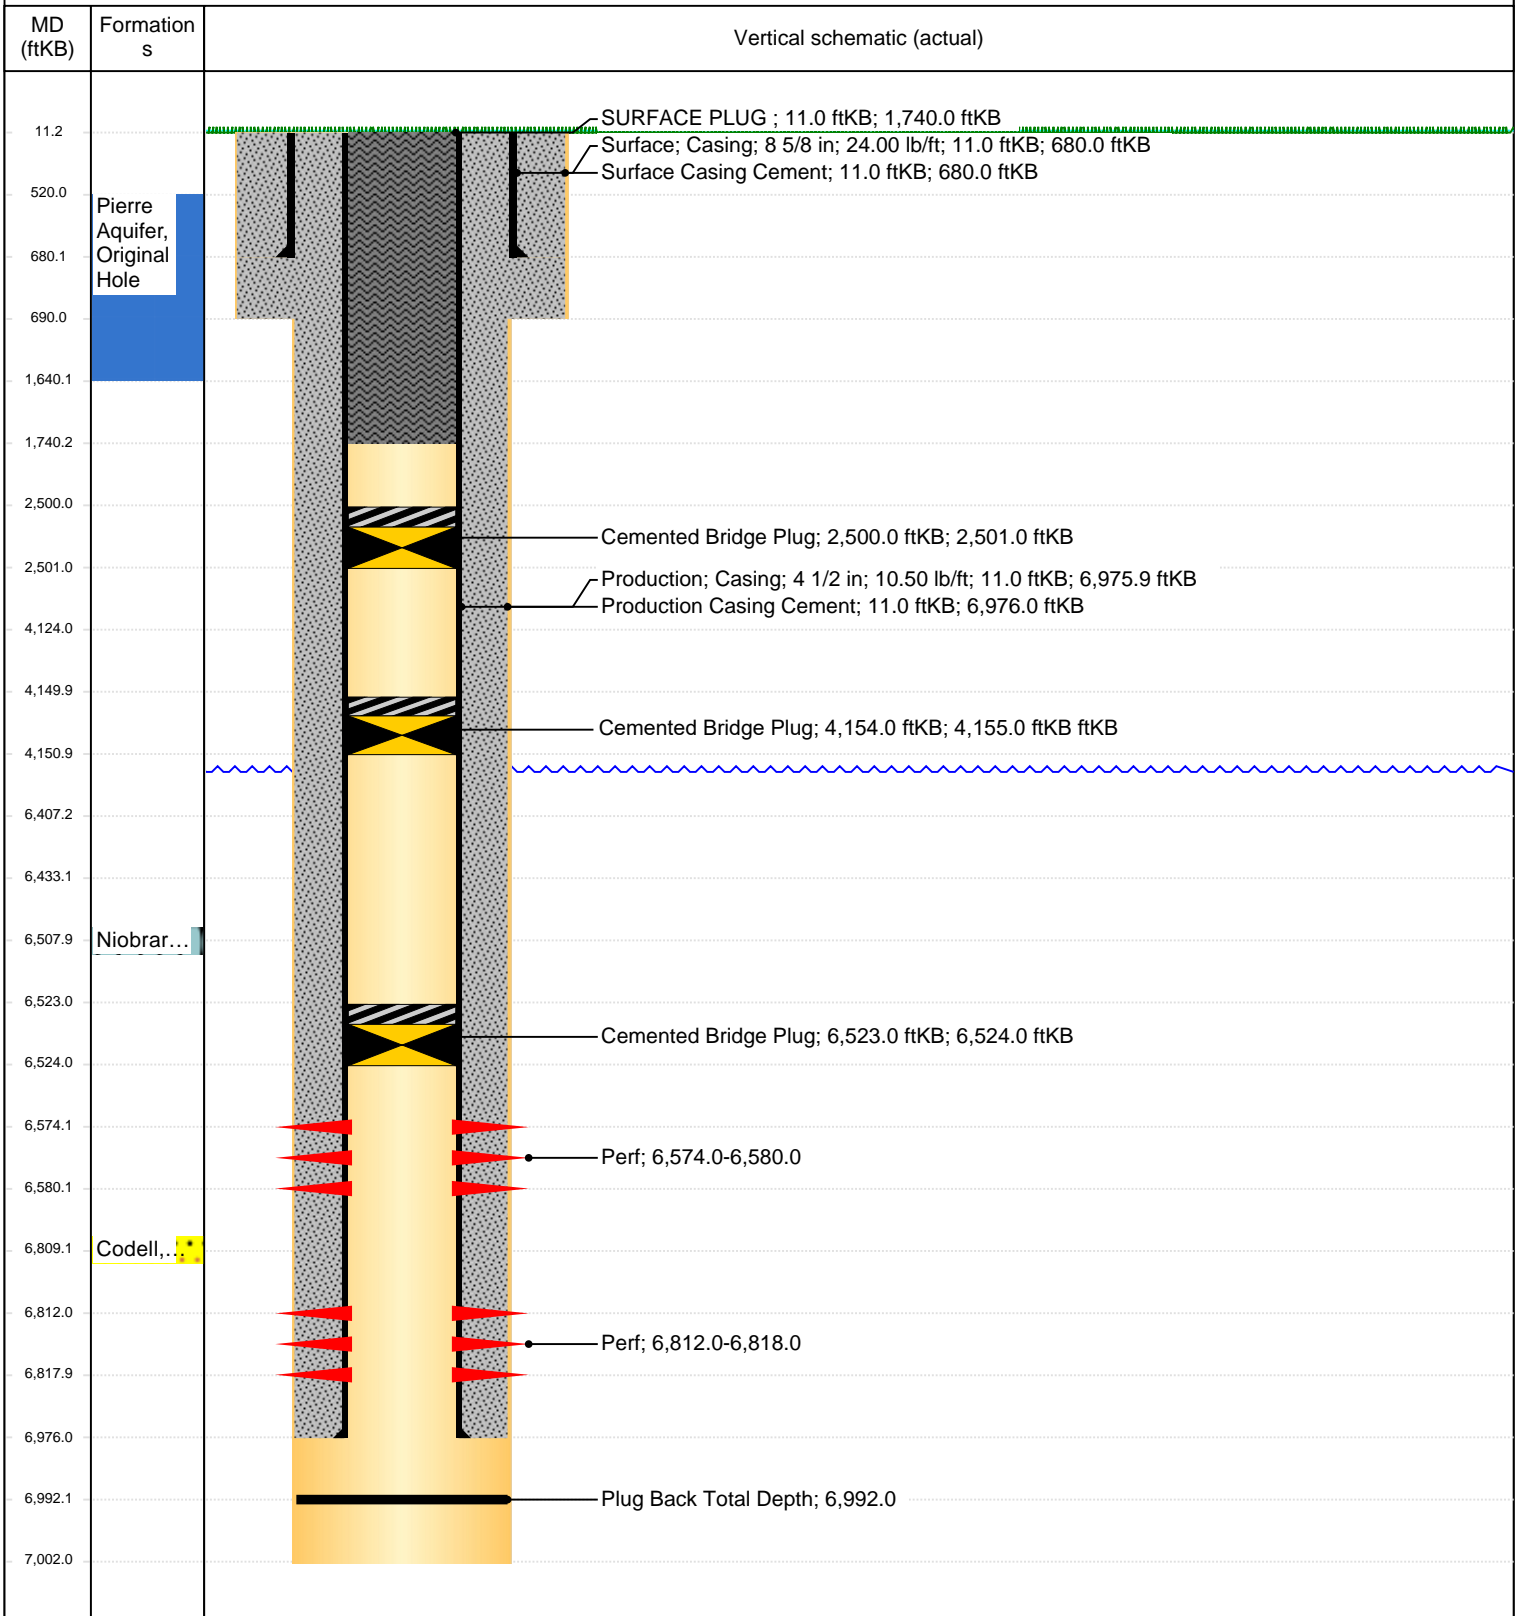 MD
(ftKB)
Formation
s
Vertical schematic (actual)
11.2
SURFACE PLUG ; 11.0 ftKB; 1,740.0 ftKB
Surface; Casing; 8 5/8 in; 24.00 lb/ft; 11.0 ftKB; 680.0 ftKB
Surface Casing Cement; 11.0 ftKB; 680.0 ftKB
520.0
Pierre
Aquifer,
Original
Hole
680.1
690.0
1,640.1
1,740.2
2,500.0
Cemented Bridge Plug; 2,500.0 ftKB; 2,501.0 ftKB
2,501.0
Production; Casing; 4 1/2 in; 10.50 lb/ft; 11.0 ftKB; 6,975.9 ftKB
Production Casing Cement; 11.0 ftKB; 6,976.0 ftKB
4,124.0
4,149.9
Cemented Bridge Plug; 4,154.0 ftKB; 4,155.0 ftKB ftKB
4,150.9
6,407.2
6,433.1
6,507.9
Niobrar...
6,523.0
Cemented Bridge Plug; 6,523.0 ftKB; 6,524.0 ftKB
6,524.0
6,574.1
Perf; 6,574.0-6,580.0
6,580.1
6,809.1
Codell,...
6,812.0
Perf; 6,812.0-6,818.0
6,817.9
6,976.0
6,992.1
Plug Back Total Depth; 6,992.0
7,002.0